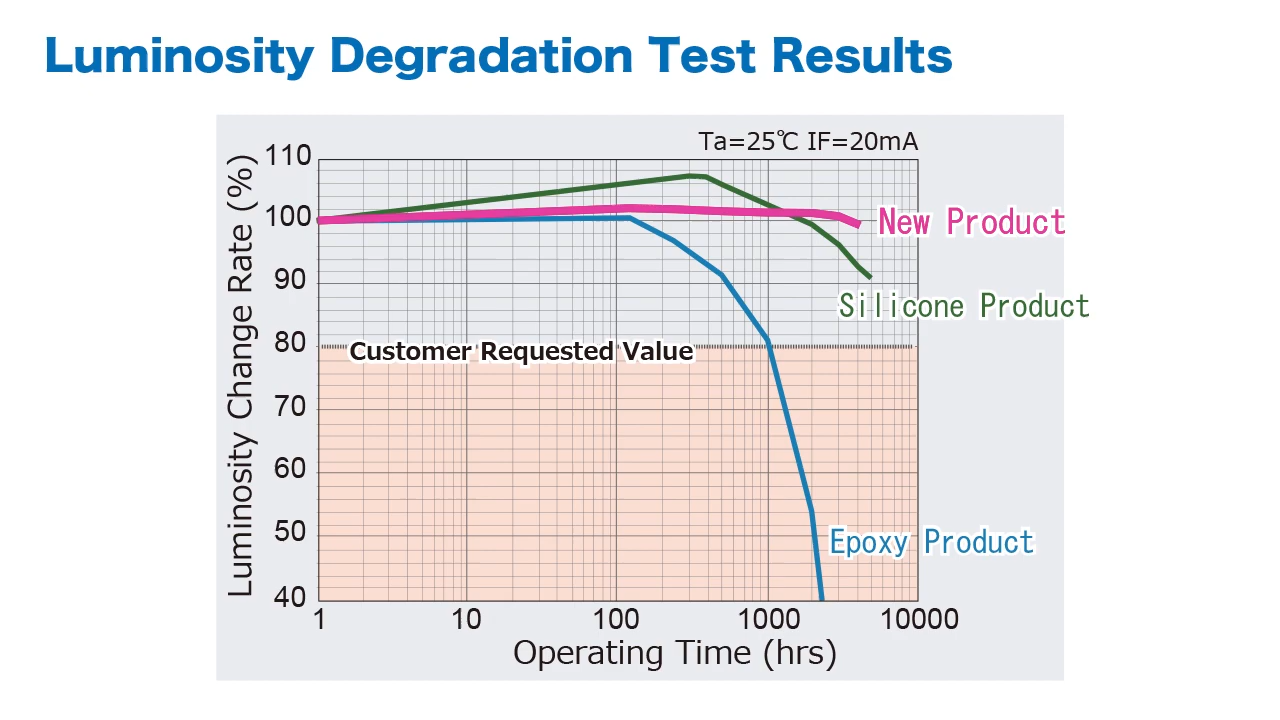 Luminosity Degradation Test Results
Ta=25℃ IF=20mA
Luminosity Change Rate (%)
110
100
90
80
70
60
50
40
New Product
Silicone Product
Customer Requested Value
Epoxy Product
1
10
100
1000
10000
Operating Time (hrs)